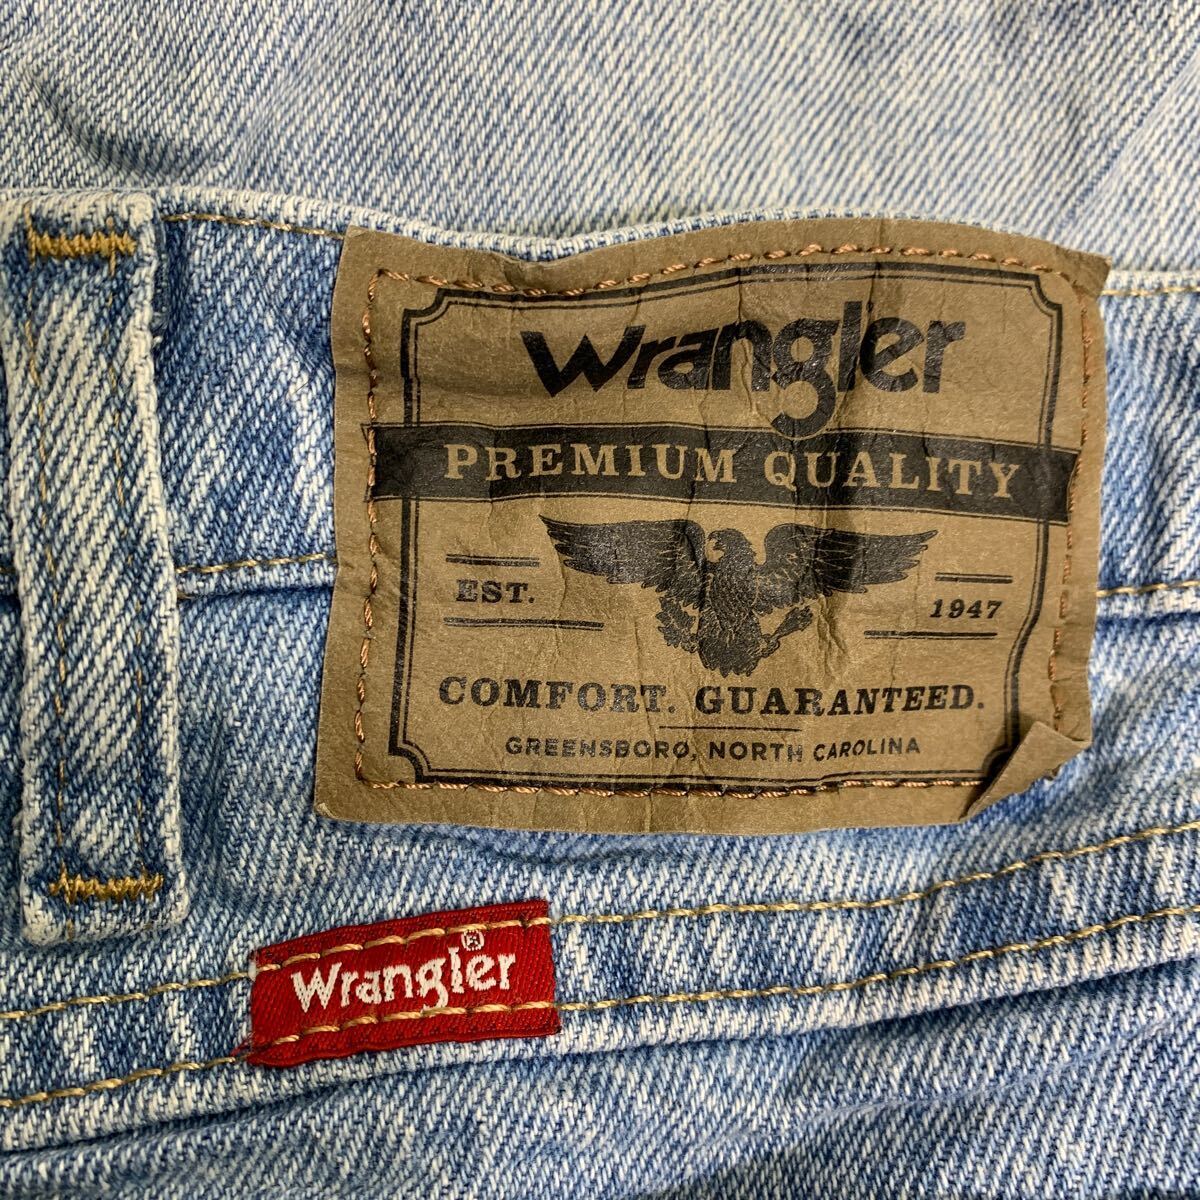 Wrangler
PREMIUM QUALITY
EST. 1947
COMFORT. GUARANTEED.
GREENSBORO, NORTH CAROLINA
Wrangler®